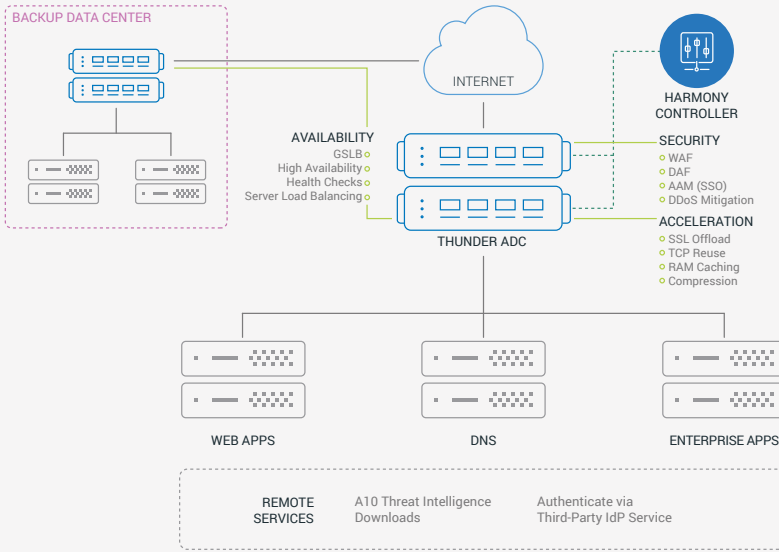 BACKUP DATA CENTER
INTERNET
HARMONY
CONTROLLER
AVAILABILITY
GSLB
High Availability
Health Checks
Server Load Balancing
SECURITY
WAF
DAF
AAM (SSO)
DDoS Mitigation
ACCELERATION
SSL Offload
TCP Reuse
RAM Caching
Compression
THUNDER ADC
WEB APPS
DNS
ENTERPRISE APPS
REMOTE
SERVICES
A10 Threat Intelligence
Downloads
Authenticate via
Third-Party IdP Service